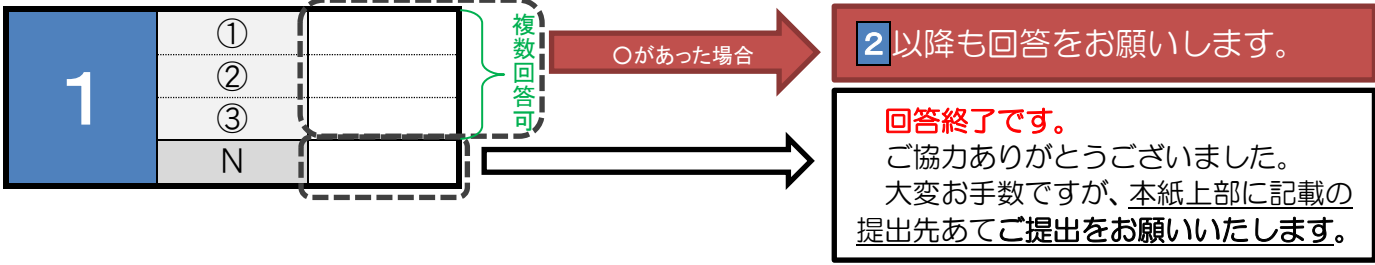 1
①
②
③
N
複数回答可
〇があった場合
2以降も回答をお願いします。
回答終了です。
ご協力ありがとうございました。
大変お手数ですが、本紙上部に記載の
提出先あてご提出をお願いいたします。